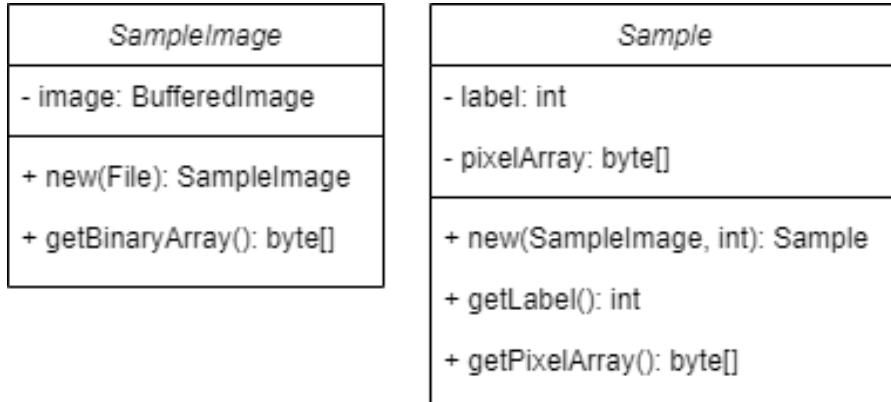 SampleImage
- image: BufferedImage
+ new(File): SampleImage
+ getBinaryArray(): byte[]
Sample
- label: int
- pixelArray: byte[]
+ new(SampleImage, int): Sample
+ getLabel(): int
+ getPixelArray(): byte[]